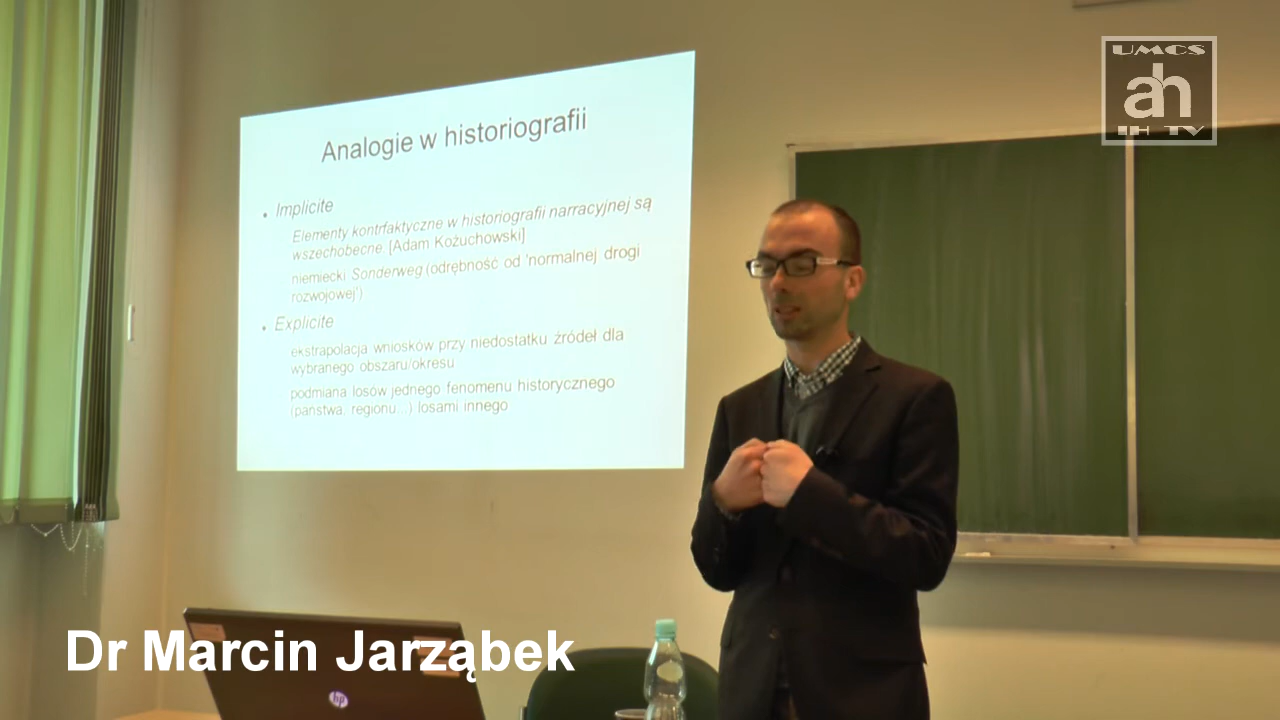 UMCS
ah
IH TV
Analogie w historiografii
Implicite
Elementy kontrfaktyczne w historiografii narracyjnej są
wszechobecne. [Adam Kożuchowski]
niemiecki Sonderweg (odrębność od 'normalnej drogi
rozwojowej')
Explicite
ekstrapolacja wniosków przy niedostatku źródeł dla
wybranego obszaru/okresu
podmiana losów jednego fenomenu historycznego
(państwa, regionu...) losami innego
Dr Marcin Jarząbek
hp